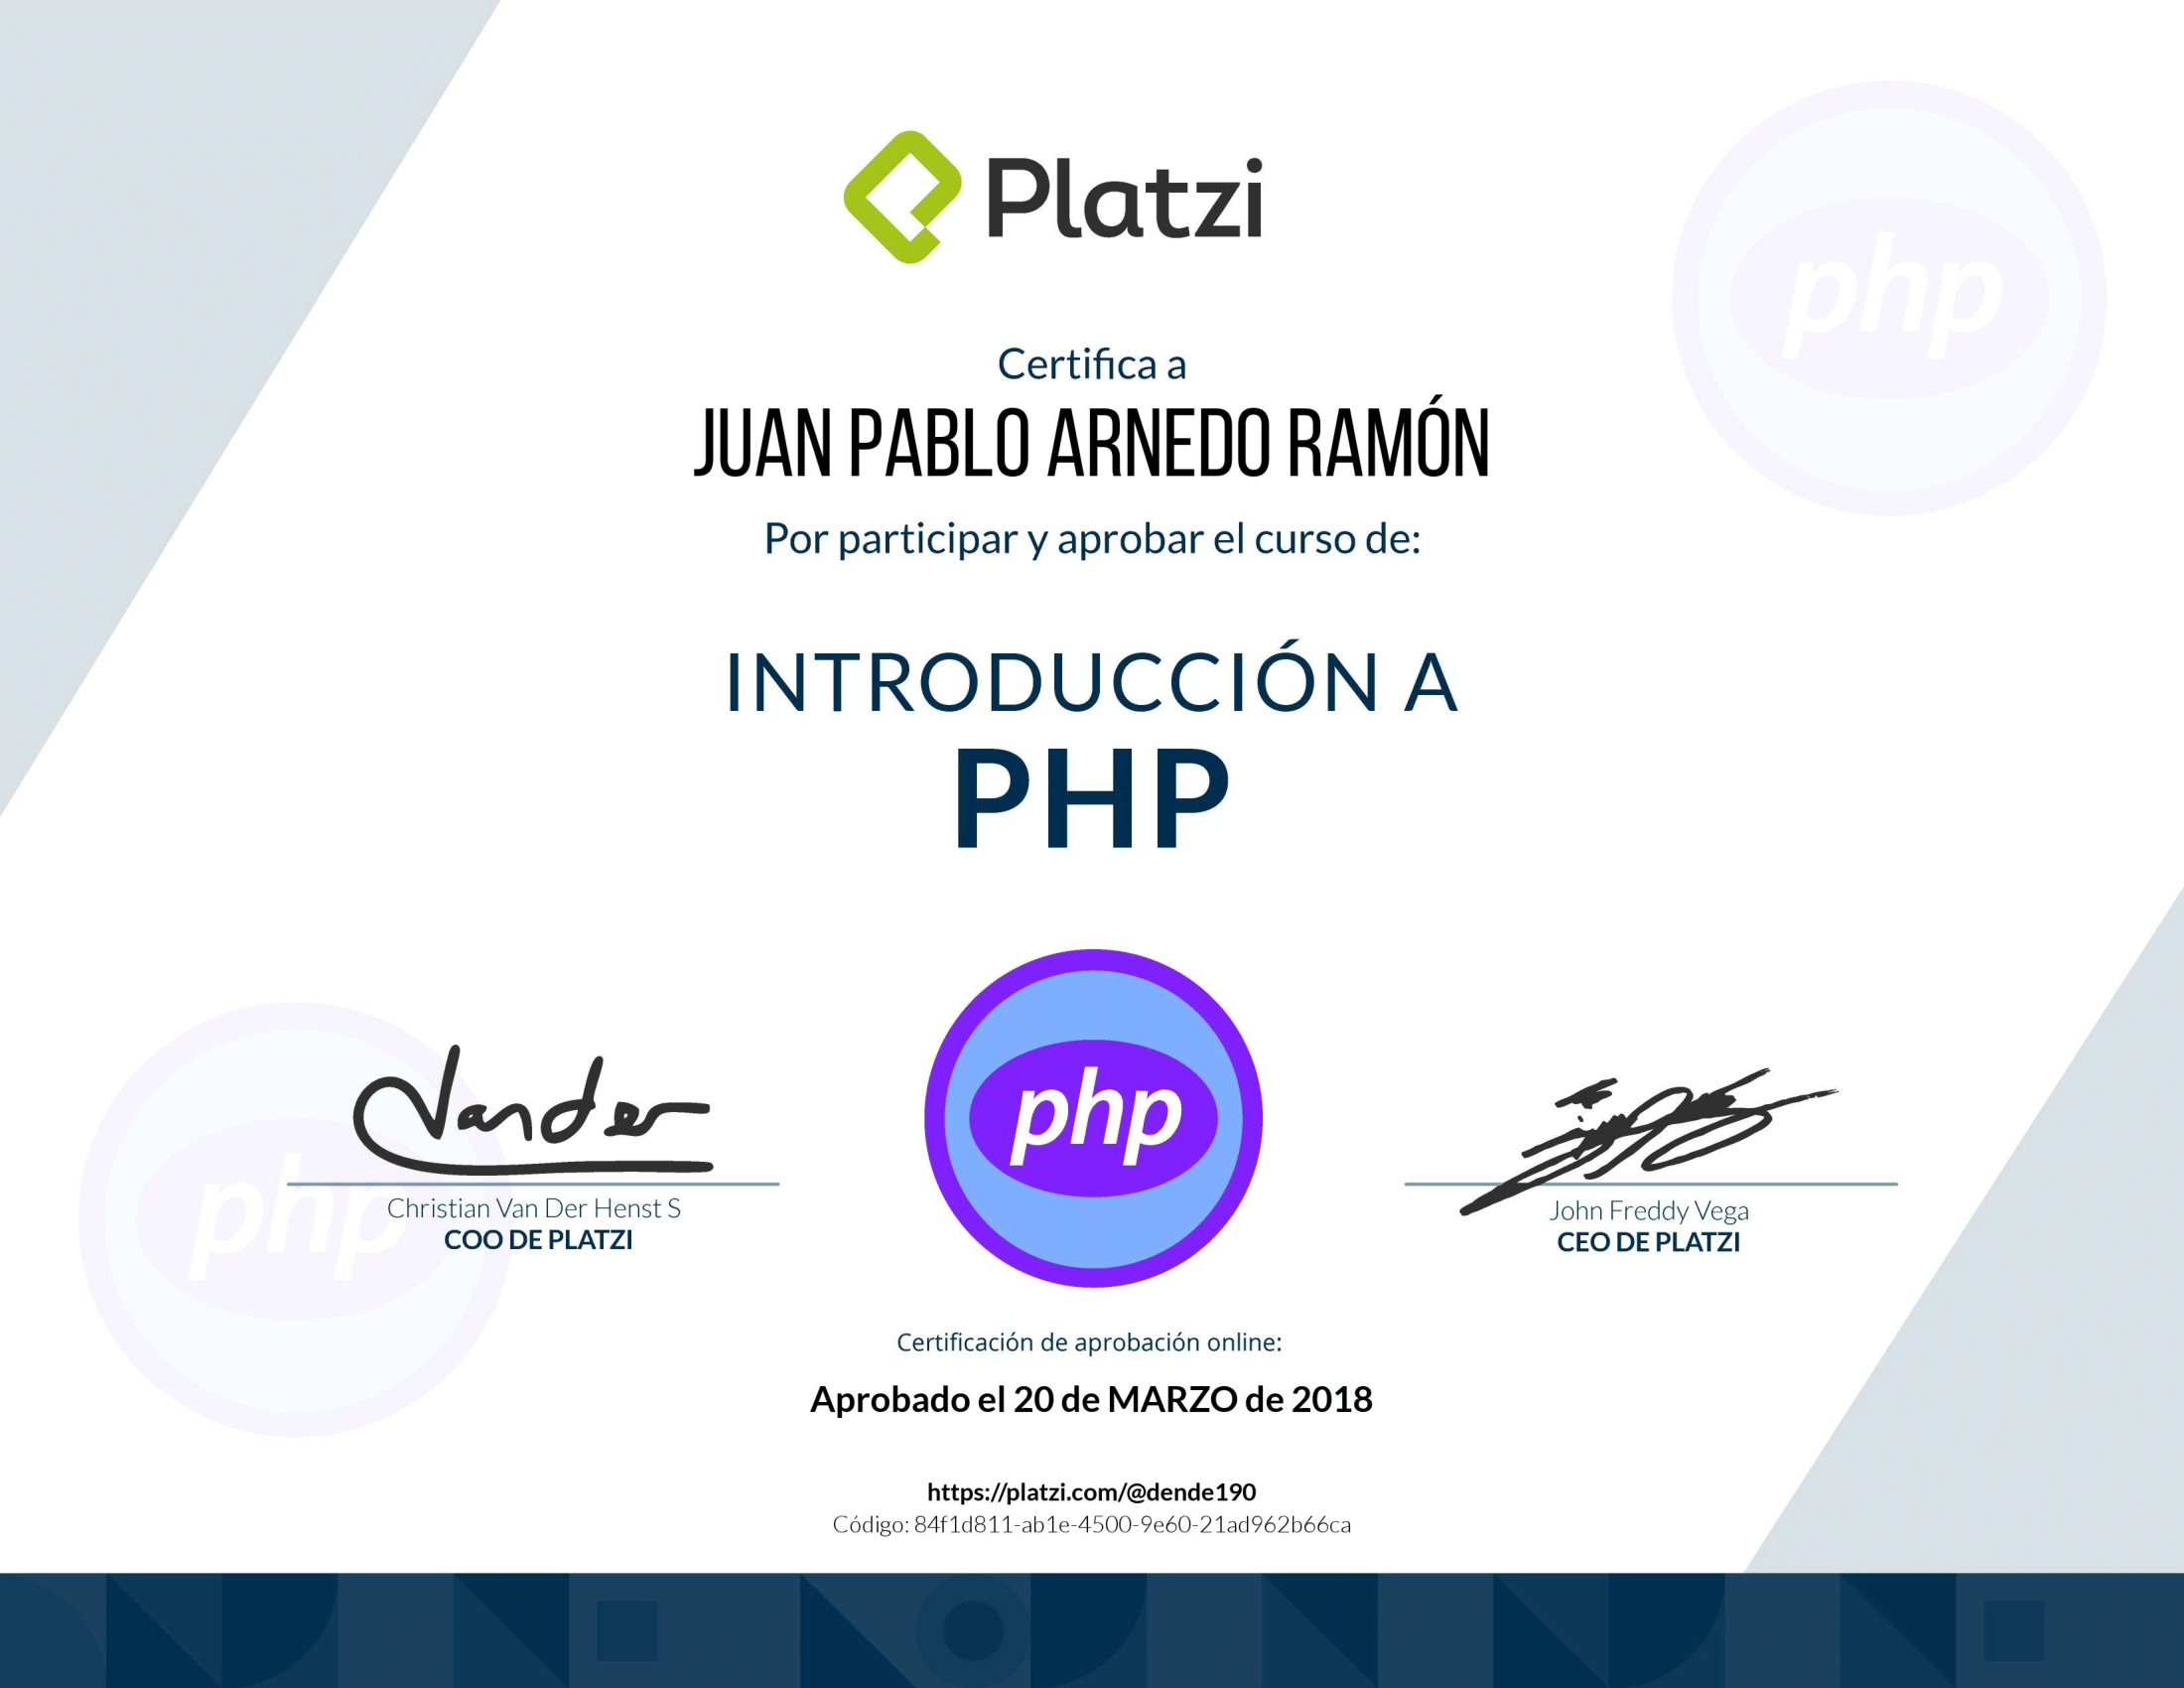 Platzi
php
Certifica a
JUAN PABLO ARNEDO RAMÓN
Por participar y aprobar el curso de:
INTRODUCCIÓN A
PHP
php
Vander
php
Christian Van Der Henst S
COO DE PLATZI
John Freddy Vega
CEO DE PLATZI
Certificación de aprobación online:
Aprobado el 20 de MARZO de 2018
https://platzi.com/@dende190
Código: 84f1d811-ab1e-4500-9e60-21ad962b66ca